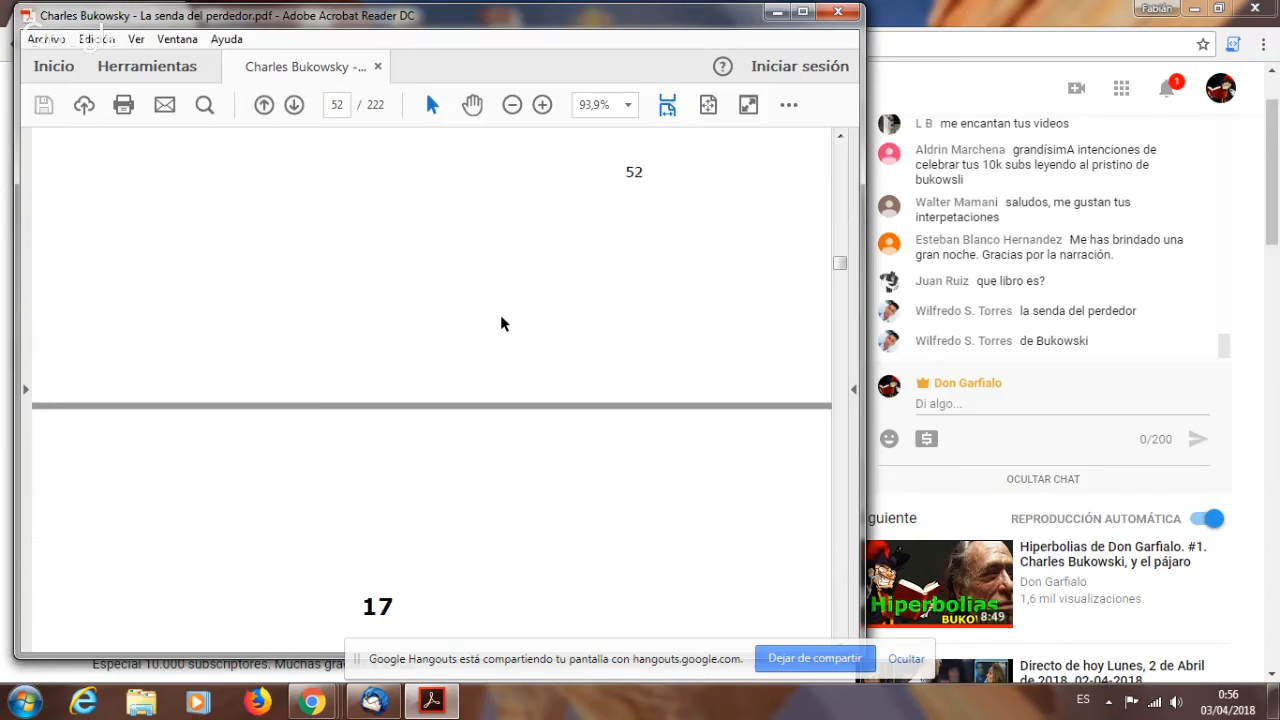 Charles Bukowsky - La senda del perdedor.pdf - Adobe Acrobat Reader DC
Archivo Edición Ver Ventana Ayuda
Inicio Herramientas Charles Bukowsky -... × Iniciar sesión
52 / 222 93,9%
52
17
Especial 10.000 subscriptores. Muchas gra
Google Hangouts está compartiendo tu pantalla con hangouts.google.com. Dejar de compartir Ocultar
Fabián
1
L B me encantan tus videos
Aldrin Marchena grandísimA intenciones de
celebrar tus 10k subs leyendo al pristino de
bukowsli
Walter Mamani saludos, me gustan tus
interpetaciones
Esteban Blanco Hernandez Me has brindado una
gran noche. Gracias por la narración.
Juan Ruiz que libro es?
Wilfredo S. Torres la senda del perdedor
Wilfredo S. Torres de Bukowski
Don Garfialo
Di algo...
0/200
OCULTAR CHAT
guiente REPRODUCCIÓN AUTOMÁTICA
Hiperbolias
8:49
Hiperbolias de Don Garfialo. #1.
Charles Bukowski, y el pájaro
Don Garfialo
1,6 mil visualizaciones
Directo de hoy Lunes, 2 de Abril
de 2018. 02-04-2018
ES
0:56
03/04/2018